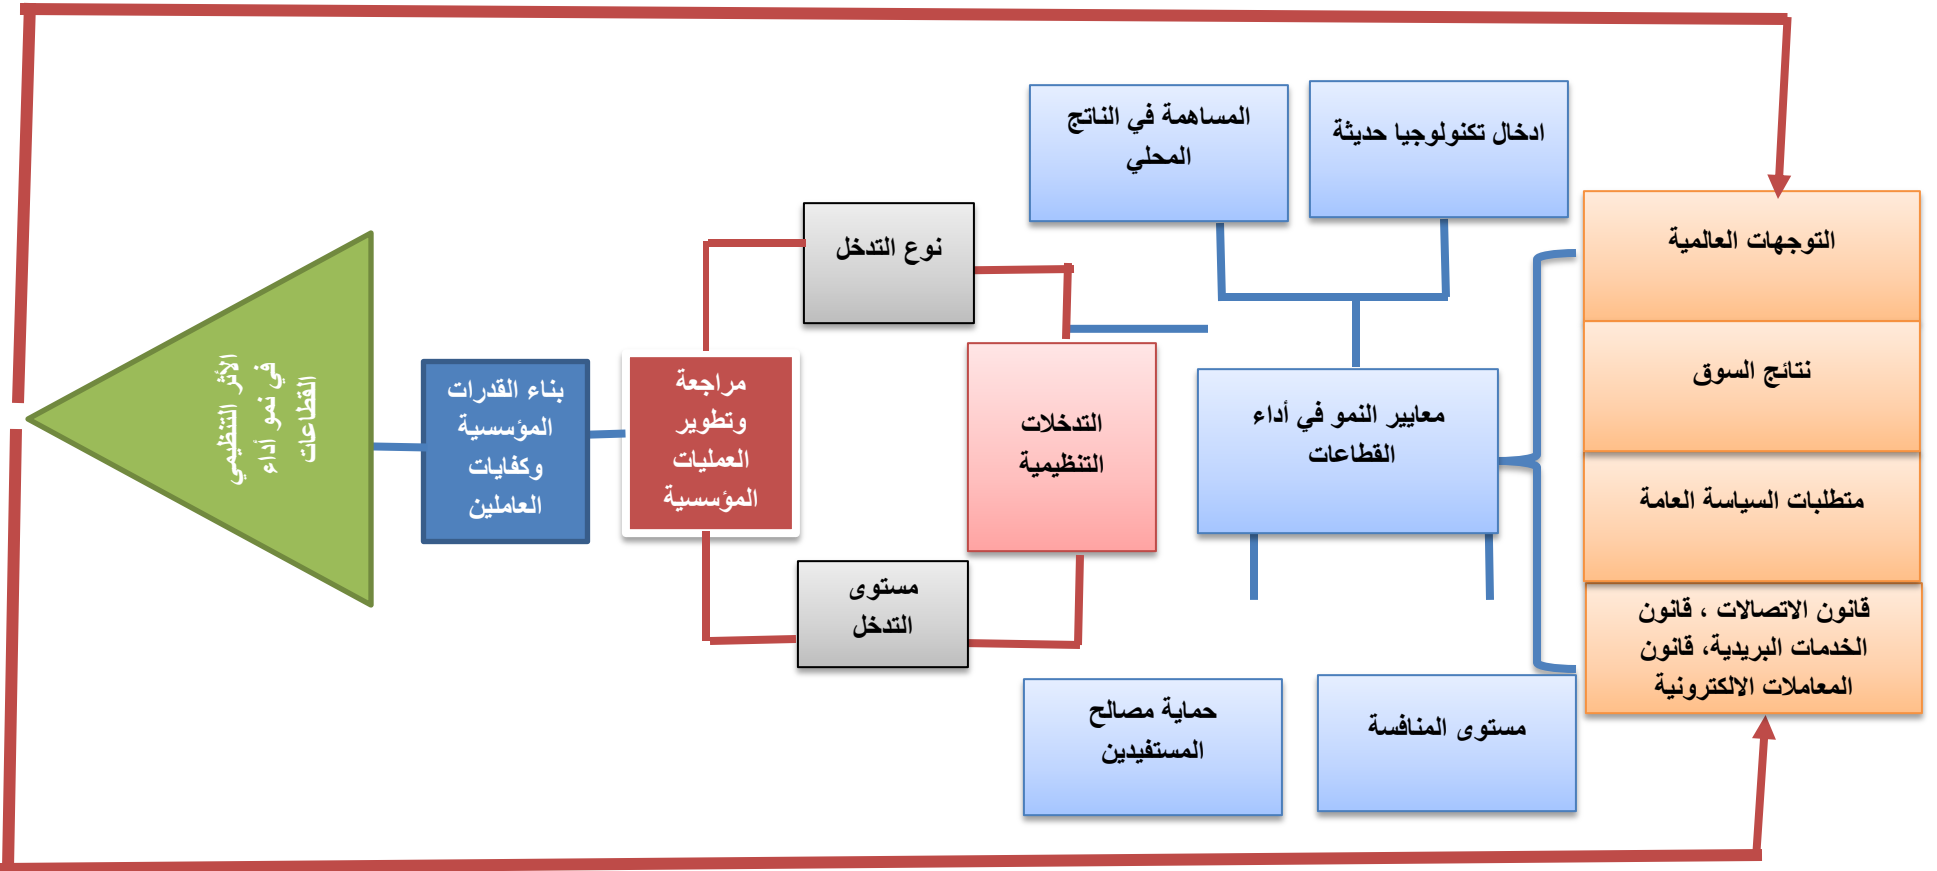 ادخال تكنولوجيا حديثة
المساهمة في الناتج
المحلي
التوجهات العالمية
نتائج السوق
متطلبات السياسة العامة
قانون الاتصالات ، قانون
الخدمات البريدية، قانون
المعاملات الالكترونية
معايير النمو في أداء
القطاعات
مستوى المنافسة
حماية مصالح
المستفيدين
التدخلات
التنظيمية
نوع التدخل
مستوى
التدخل
مراجعة
وتطوير
العمليات
المؤسسية
بناء القدرات
المؤسسية
وكفايات
العاملين
الأثر التنظيمي
في نمو أداء
القطاعات